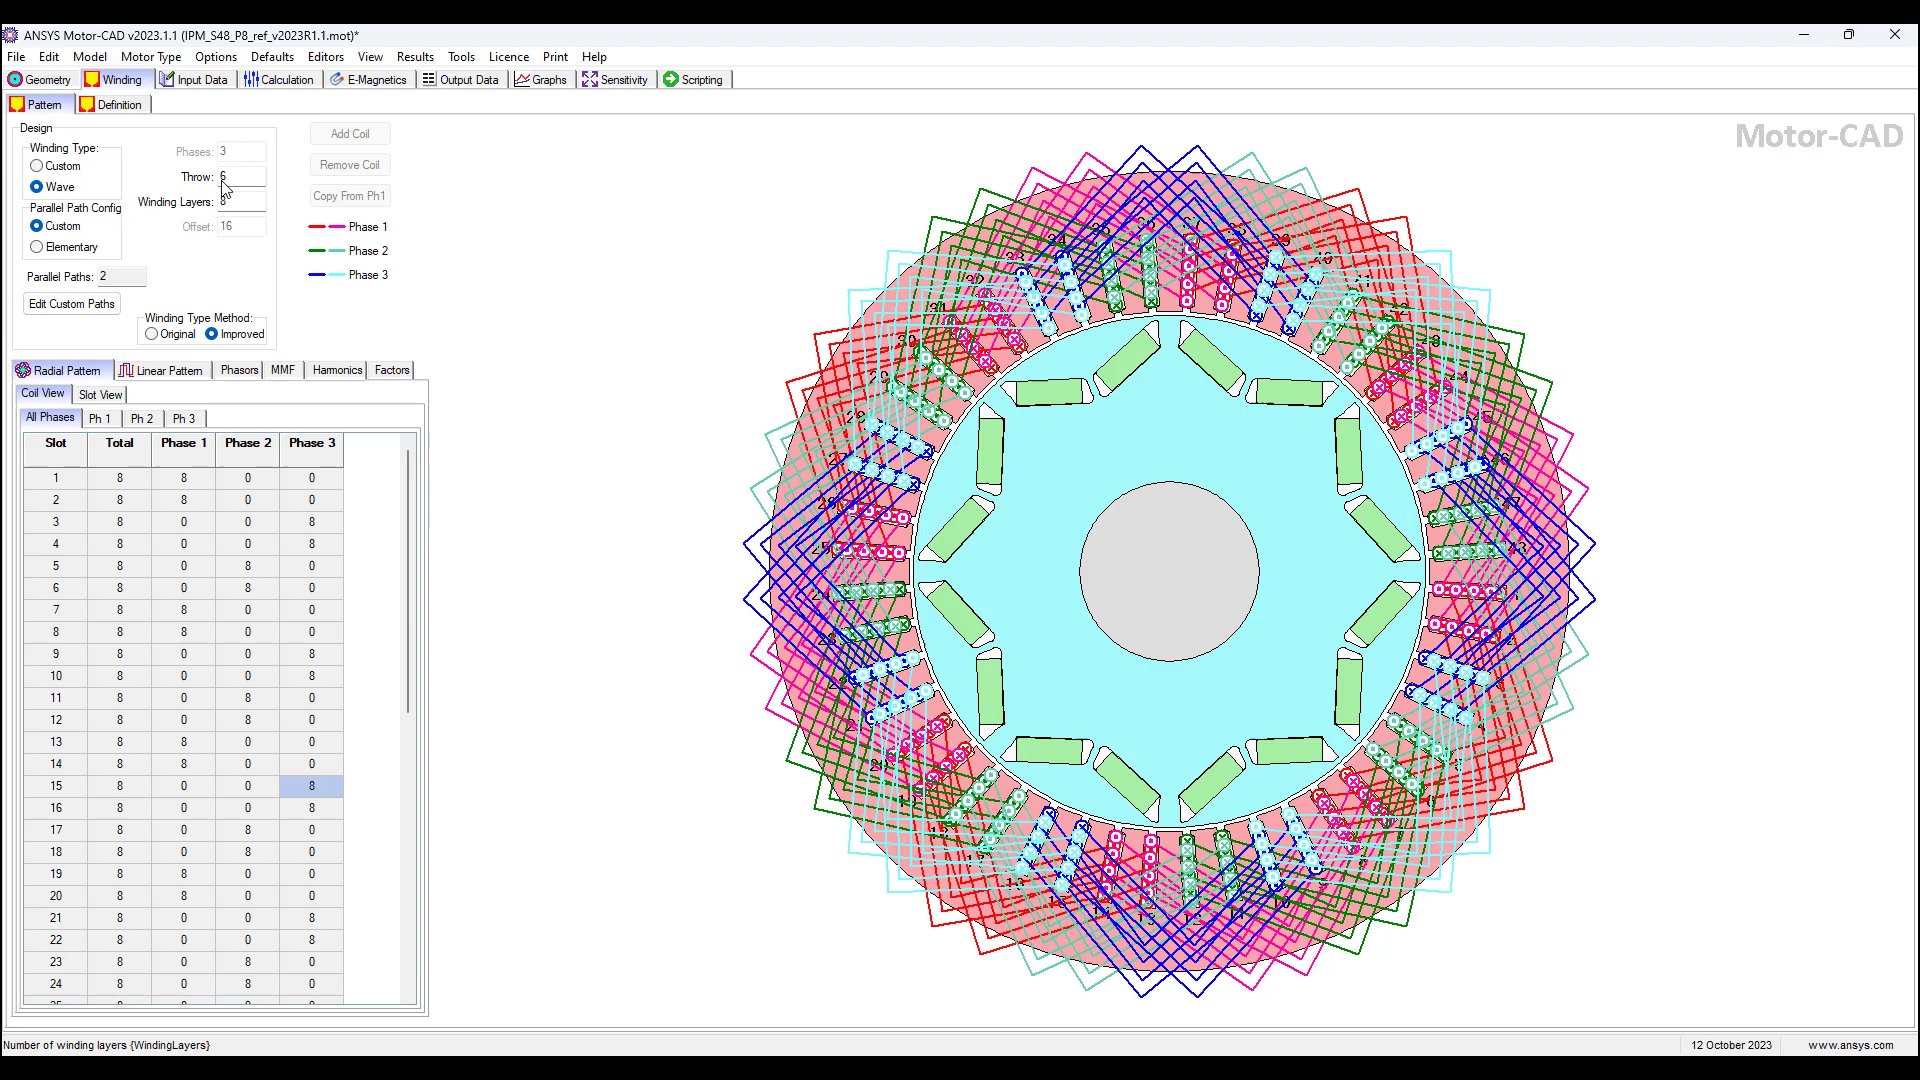 ANSYS Motor-CAD v2023.1.1 (IPM_S48_P8_ref_v2023R1.1.mot)*
File Edit Model Motor Type Options Defaults Editors View Results Tools Licence Print Help
Geometry Winding Input Data Calculation E-Magnetics Output Data Graphs Sensitivity Scripting
Pattern Definition
Motor-CAD
Design
Winding Type:
Custom
Wave
Phases: 3
Throw: 6
Winding Layers: 8
Offset: 16
Parallel Path Config
Custom
Elementary
Parallel Paths: 2
Edit Custom Paths
Winding Type Method:
Original Improved
Add Coil
Remove Coil
Copy From Ph1
Phase 1
Phase 2
Phase 3
Radial Pattern Linear Pattern Phasors MMF Harmonics Factors
Coil View Slot View
All Phases Ph 1 Ph 2 Ph 3
Slot Total Phase 1 Phase 2 Phase 3
1 8 8 0 0
2 8 8 0 0
3 8 0 0 8
4 8 0 0 8
5 8 0 8 0
6 8 0 8 0
7 8 8 0 0
8 8 8 0 0
9 8 0 0 8
10 8 0 0 8
11 8 0 8 0
12 8 0 8 0
13 8 8 0 0
14 8 8 0 0
15 8 0 0 8
16 8 0 0 8
17 8 0 8 0
18 8 0 8 0
19 8 8 0 0
20 8 8 0 0
21 8 0 0 8
22 8 0 0 8
23 8 0 8 0
24 8 0 8 0
Number of winding layers {WindingLayers}
12 October 2023
www.ansys.com